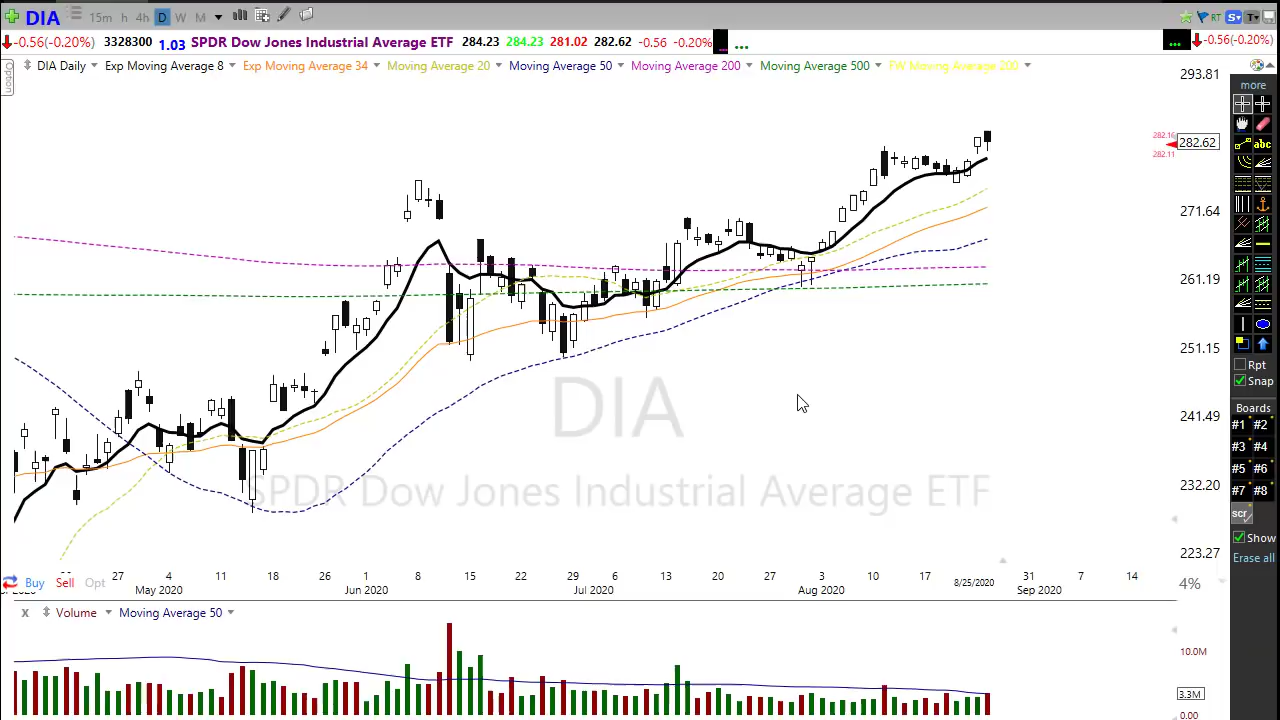 DIA 15m h 4h D W M RT S T
-0.56(-0.20%) 3328300 1.03 SPDR Dow Jones Industrial Average ETF 284.23 284.23 281.02 282.62 -0.56 -0.20% ... ... -0.56(-0.20%)
Option
DIA Daily Exp Moving Average 8 Exp Moving Average 34 Moving Average 20 Moving Average 50 Moving Average 200 Moving Average 500 FW Moving Average 200
293.81
282.16
282.62
282.11
271.64
261.19
251.15
241.49
232.20
223.27
DIA
SPDR Dow Jones Industrial Average ETF
more
abc
Rpt
Snap
Boards
#1 #2
#3 #4
#5 #6
#7 #8
scr
Show
Erase all
27 4 11 18 26 1 8 15 22 29 6 13 20 27 3 10 17 8/25/2020 31 7 14
Buy Sell Opt 4%
May 2020 Jun 2020 Jul 2020 Aug 2020 Sep 2020
x Volume Moving Average 50
10.0M
3.3M
0.00